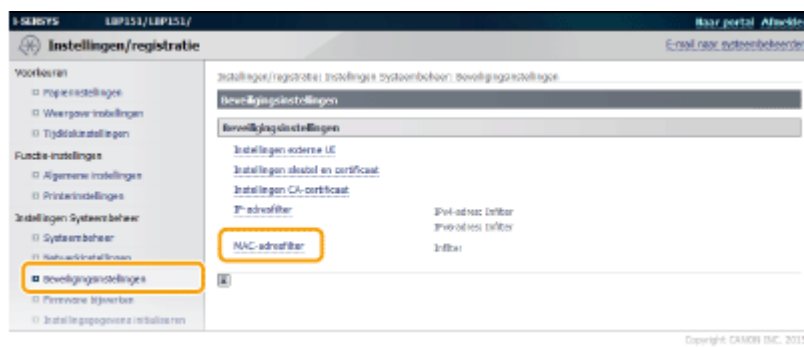 I-SENSYS LBP151/LBP151/ Naar portal Afmelden
Instellingen/registratie E-mail naar systeembeheerder
Voorkeuren
Papierinstellingen
Weergave-instellingen
Tijdklokinstellingen
Functie-instellingen
Algemene instellingen
Printerinstellingen
Instellingen Systeembeheer
Systeembeheer
Netwerkinstellingen
Beveiligingsinstellingen
Firmware bijwerken
Instellingsgegevens initialiseren
Instellingen/registratie: Instellingen Systeembeheer: Beveiligingsinstellingen
Beveiligingsinstellingen
Beveiligingsinstellingen
Instellingen externe UI
Instellingen sleutel en certificaat
Instellingen CA-certificaat
IP-adresfilter IPv4-adres: Infilter
IPv6-adres: Infilter
MAC-adresfilter Infilter
Copyright CANON INC. 2015